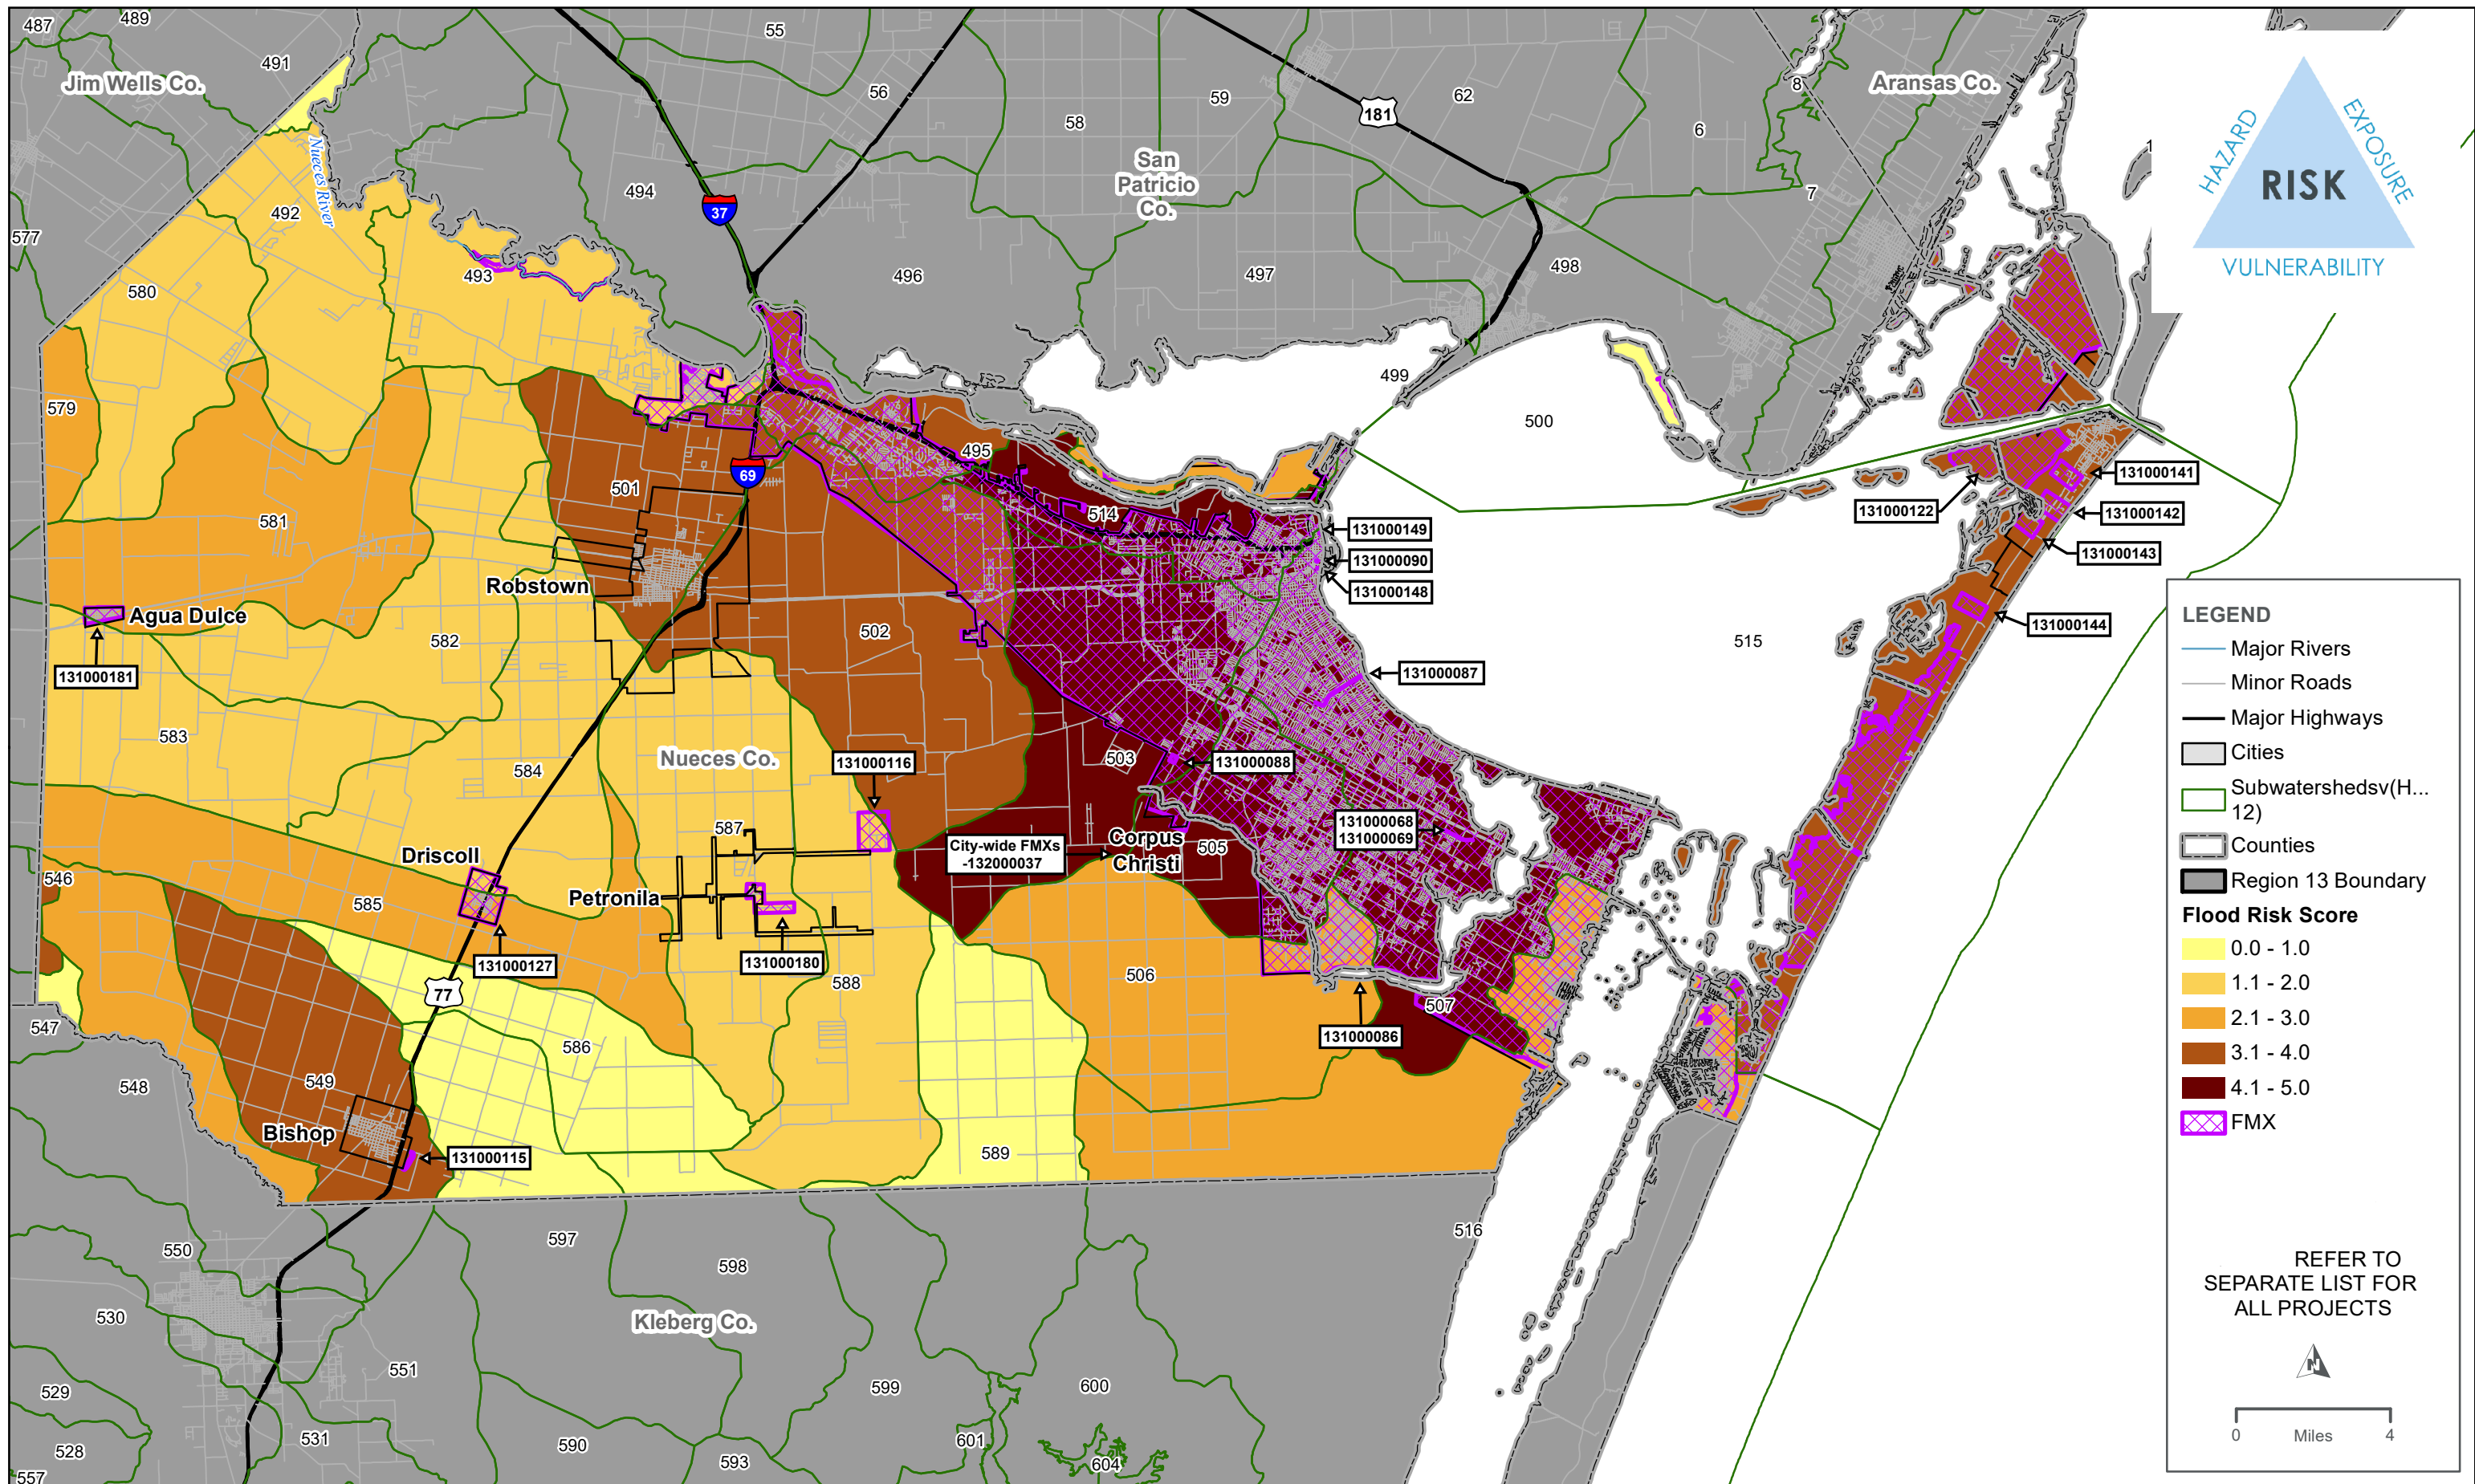 487
489
491
Jim Wells Co.
55
56
58
59
62
181
6
8
Aransas Co.
7
HAZARD
EXPOSURE
RISK
VULNERABILITY
Nueces River
492
494
37
San
Patricio
Co.
577
493
496
497
498
580
579
499
500
495
69
501
581
514
131000149
131000090
131000148
131000141
131000122
131000142
131000143
131000144
Robstown
Agua Dulce
131000181
582
502
515
131000087
583
584
Nueces Co.
131000116
503
131000088
587
City-wide FMXs
-132000037
Corpus
Christi
505
131000068
131000069
Driscoll
546
585
Petronila
131000127
131000180
588
506
507
131000086
77
547
548
586
549
Bishop
131000115
589
516
550
597
598
Kleberg Co.
530
551
529
599
600
528
531
590
593
601
604
557
LEGEND
Major Rivers
Minor Roads
Major Highways
Cities
Subwatershedsv(H...
12)
Counties
Region 13 Boundary
Flood Risk Score
0.0 - 1.0
1.1 - 2.0
2.1 - 3.0
3.1 - 4.0
4.1 - 5.0
FMX
REFER TO
SEPARATE LIST FOR
ALL PROJECTS
N
0 Miles 4